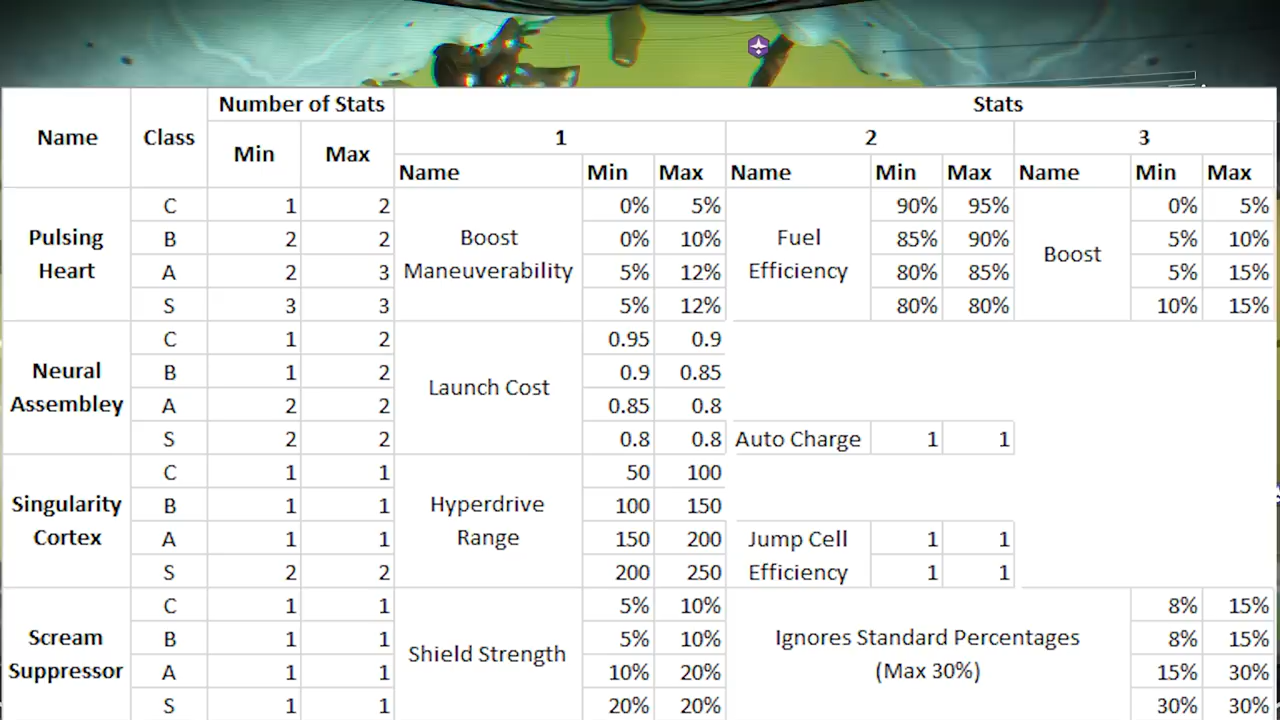 Name Class Number of Stats Stats
Min Max 1 2 3
Name Min Max Name Min Max Name Min Max
Pulsing Heart C 1 2 Boost Maneuverability 0% 5% Fuel Efficiency 90% 95% Boost 0% 5%
B 2 2 0% 10% 85% 90% 5% 10%
A 2 3 5% 12% 80% 85% 5% 15%
S 3 3 5% 12% 80% 80% 10% 15%
Neural Assembley C 1 2 Launch Cost 0.95 0.9
B 1 2 0.9 0.85
A 2 2 0.85 0.8
S 2 2 0.8 0.8 Auto Charge 1 1
Singularity Cortex C 1 1 Hyperdrive Range 50 100
B 1 1 100 150
A 1 1 150 200 Jump Cell Efficiency 1 1
S 2 2 200 250 1 1
Scream Suppressor C 1 1 Shield Strength 5% 10% Ignores Standard Percentages (Max 30%) 8% 15%
B 1 1 5% 10% 8% 15%
A 1 1 10% 20% 15% 30%
S 1 1 20% 20% 30% 30%